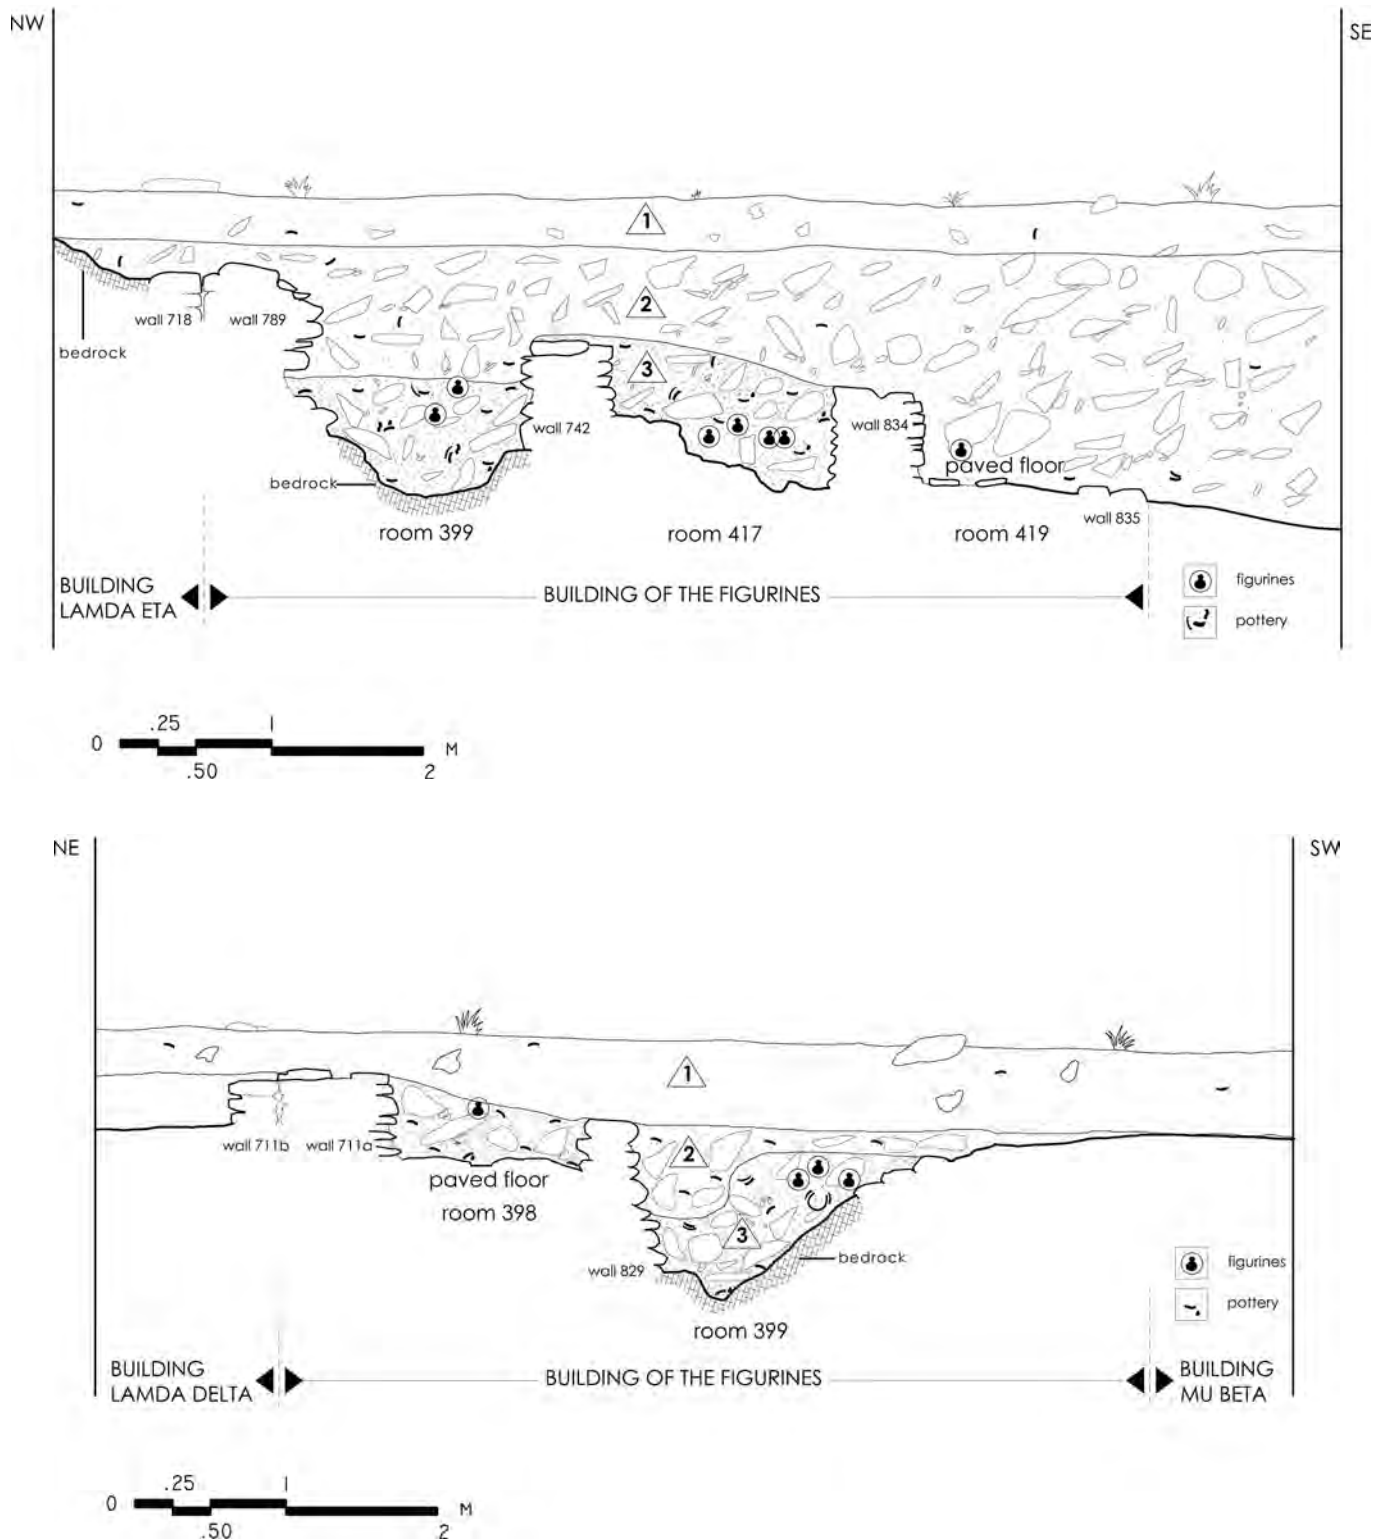 NW
SE
1
2
3
wall 718
wall 789
bedrock
wall 742
wall 834
paved floor
bedrock
wall 835
room 399
room 417
room 419
BUILDING
LAMDA ETA
BUILDING OF THE FIGURINES
figurines
pottery
.25
1
0
M
.50
2
NE
SW
1
wall 711b
wall 711a
2
paved floor
room 398
3
bedrock
wall 829
figurines
pottery
room 399
BUILDING
LAMDA DELTA
BUILDING OF THE FIGURINES
BUILDING
MU BETA
.25
1
0
M
.50
2